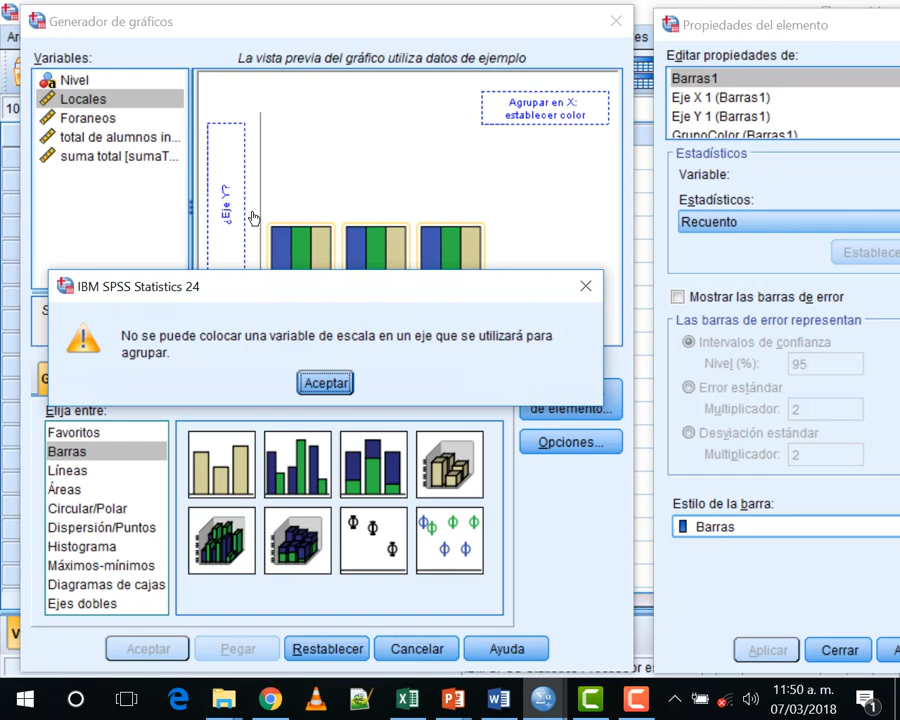 Generador de gráficos
Variables:
Nivel
Locales
Foraneos
total de alumnos in...
suma total [sumaT...
La vista previa del gráfico utiliza datos de ejemplo
Agrupar en X:
establecer color
¿Eje Y?
IBM SPSS Statistics 24
No se puede colocar una variable de escala en un eje que se utilizará para
agrupar.
Aceptar
de elemento...
Opciones...
Elija entre:
Favoritos
Barras
Líneas
Áreas
Circular/Polar
Dispersión/Puntos
Histograma
Máximos-mínimos
Diagramas de cajas
Ejes dobles
Aceptar
Pegar
Restablecer
Cancelar
Ayuda
Propiedades del elemento
Editar propiedades de:
Barras1
Eje X 1 (Barras1)
Eje Y 1 (Barras1)
GrupoColor (Barras1)
Estadísticos
Variable:
Estadísticos:
Recuento
Establece
Mostrar las barras de error
Las barras de error representan
Intervalos de confianza
Nivel (%):
95
Error estándar
Multiplicador:
2
Desviación estándar
Multiplicador:
2
Estilo de la barra:
Barras
Aplicar
Cerrar
11:50 a. m.
07/03/2018
1